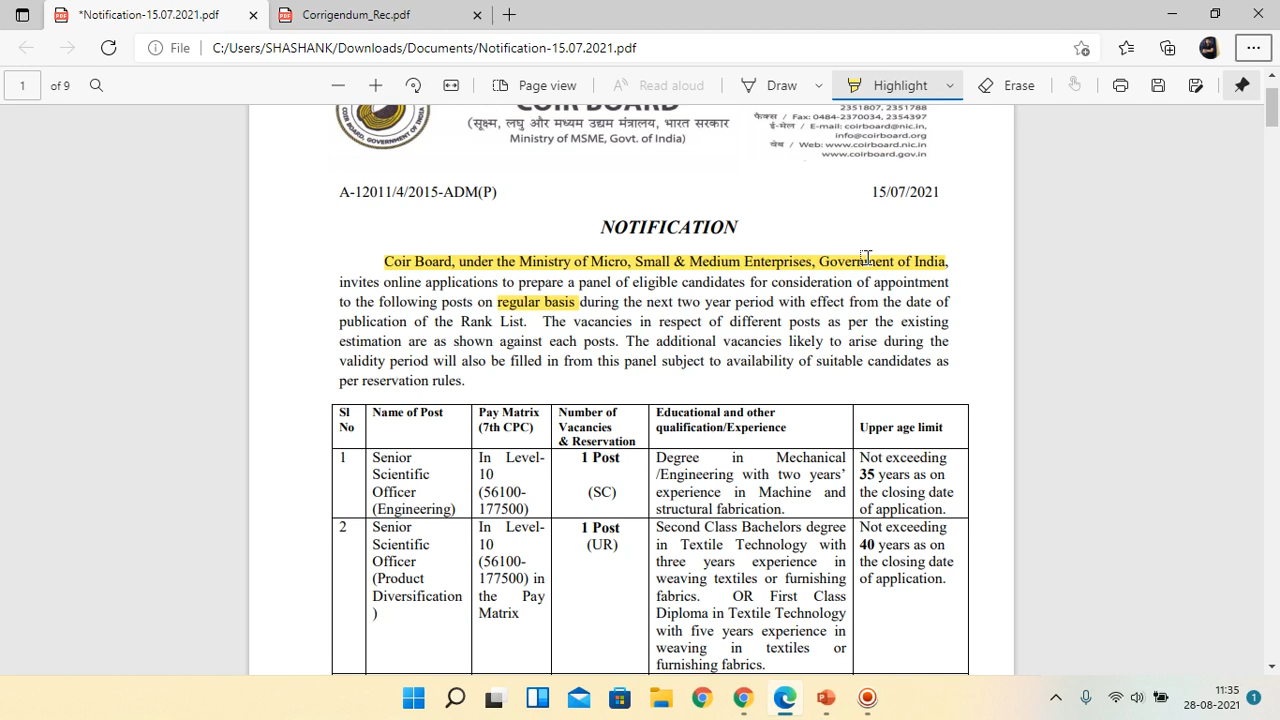 *Notification-15.07.2021.pdf
Corrigendum_Rec.pdf
File
C:/Users/SHASHANK/Downloads/Documents/Notification-15.07.2021.pdf
1 of 9
Page view
Read aloud
Draw
Highlight
Erase
COIR BOARD
(सूक्ष्म, लघु और मध्यम उद्यम मंत्रालय, भारत सरकार
Ministry of MSME, Govt. of India)
2351807, 2351788
फैक्स / Fax: 0484-2370034, 2354397
ई-मेल / E-mail: coirboard@nic.in,
info@coirboard.org
वेब / Web: www.coirboard.nic.in
www.coirboard.gov.in
COIR BOARD GOVERNMENT OF INDIA
A-12011/4/2015-ADM(P) 15/07/2021
NOTIFICATION
Coir Board, under the Ministry of Micro, Small & Medium Enterprises, Government of India,
invites online applications to prepare a panel of eligible candidates for consideration of appointment
to the following posts on regular basis during the next two year period with effect from the date of
publication of the Rank List. The vacancies in respect of different posts as per the existing
estimation are as shown against each posts. The additional vacancies likely to arise during the
validity period will also be filled in from this panel subject to availability of suitable candidates as
per reservation rules.
Sl
No
Name of Post
Pay Matrix
(7th CPC)
Number of
Vacancies
& Reservation
Educational and other
qualification/Experience
Upper age limit
1
Senior
Scientific
Officer
(Engineering)
In Level-
10
(56100-
177500)
1 Post
(SC)
Degree in Mechanical
/Engineering with two years’
experience in Machine and
structural fabrication.
Not exceeding
35 years as on
the closing date
of application.
2
Senior
Scientific
Officer
(Product
Diversification
)
In Level-
10
(56100-
177500) in
the Pay
Matrix
1 Post
(UR)
Second Class Bachelors degree
in Textile Technology with
three years experience in
weaving textiles or furnishing
fabrics. OR First Class
Diploma in Textile Technology
with five years experience in
weaving in textiles or
furnishing fabrics.
Not exceeding
40 years as on
the closing date
of application.
11:35
28-08-2021
1